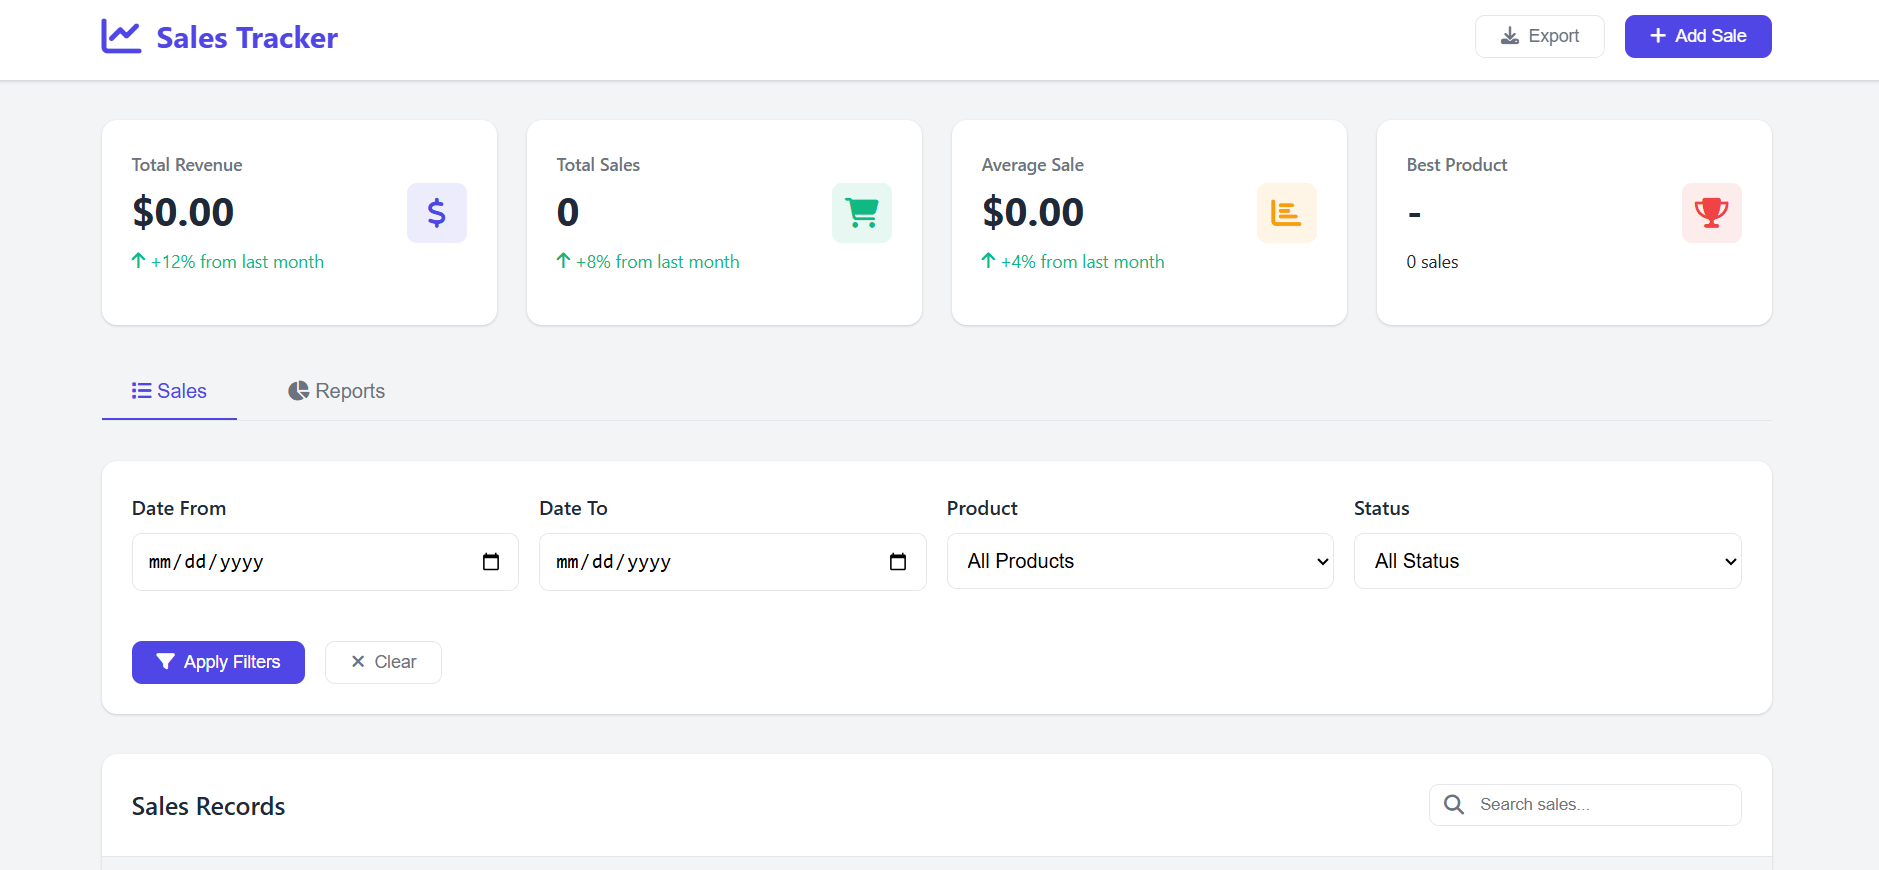 Sales Tracker
Export
Add Sale
Total Revenue
$0.00
+12% from last month
Total Sales
0
+8% from last month
Average Sale
$0.00
+4% from last month
Best Product
-
0 sales
Sales
Reports
Date From
mm/dd/yyyy
Date To
mm/dd/yyyy
Product
All Products
Status
All Status
Apply Filters
Clear
Sales Records
Search sales...